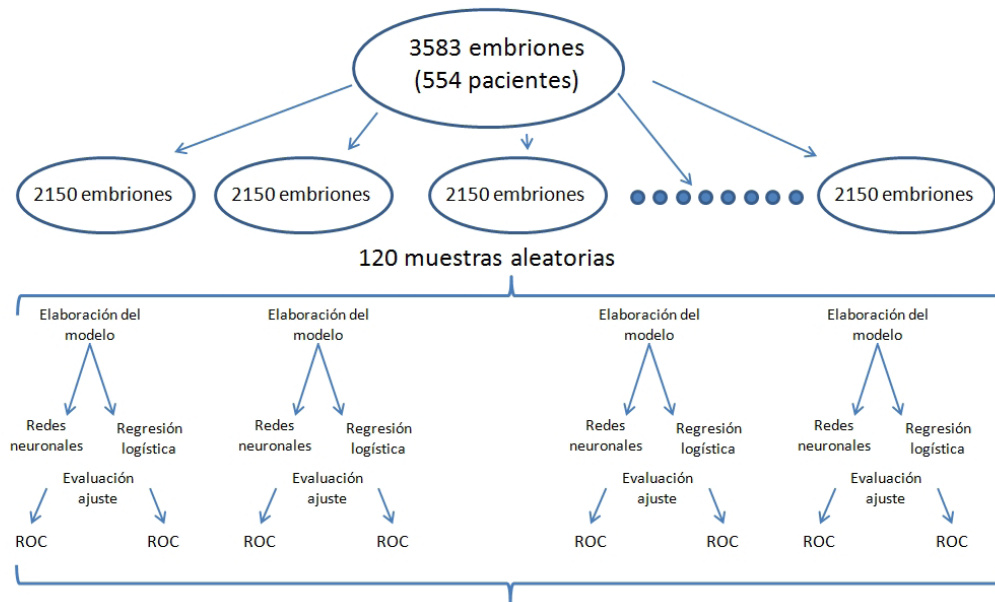 3583 embriones
(554 pacientes)
2150 embriones
2150 embriones
2150 embriones
2150 embriones
120 muestras aleatorias
Elaboración del
modelo
Elaboración del
modelo
Elaboración del
modelo
Elaboración del
modelo
Redes
neuronales
Regresión
logística
Redes
neuronales
Regresión
logística
Redes
neuronales
Regresión
logística
Redes
neuronales
Regresión
logística
Evaluación
ajuste
Evaluación
ajuste
Evaluación
ajuste
Evaluación
ajuste
ROC
ROC
ROC
ROC
ROC
ROC
ROC
ROC